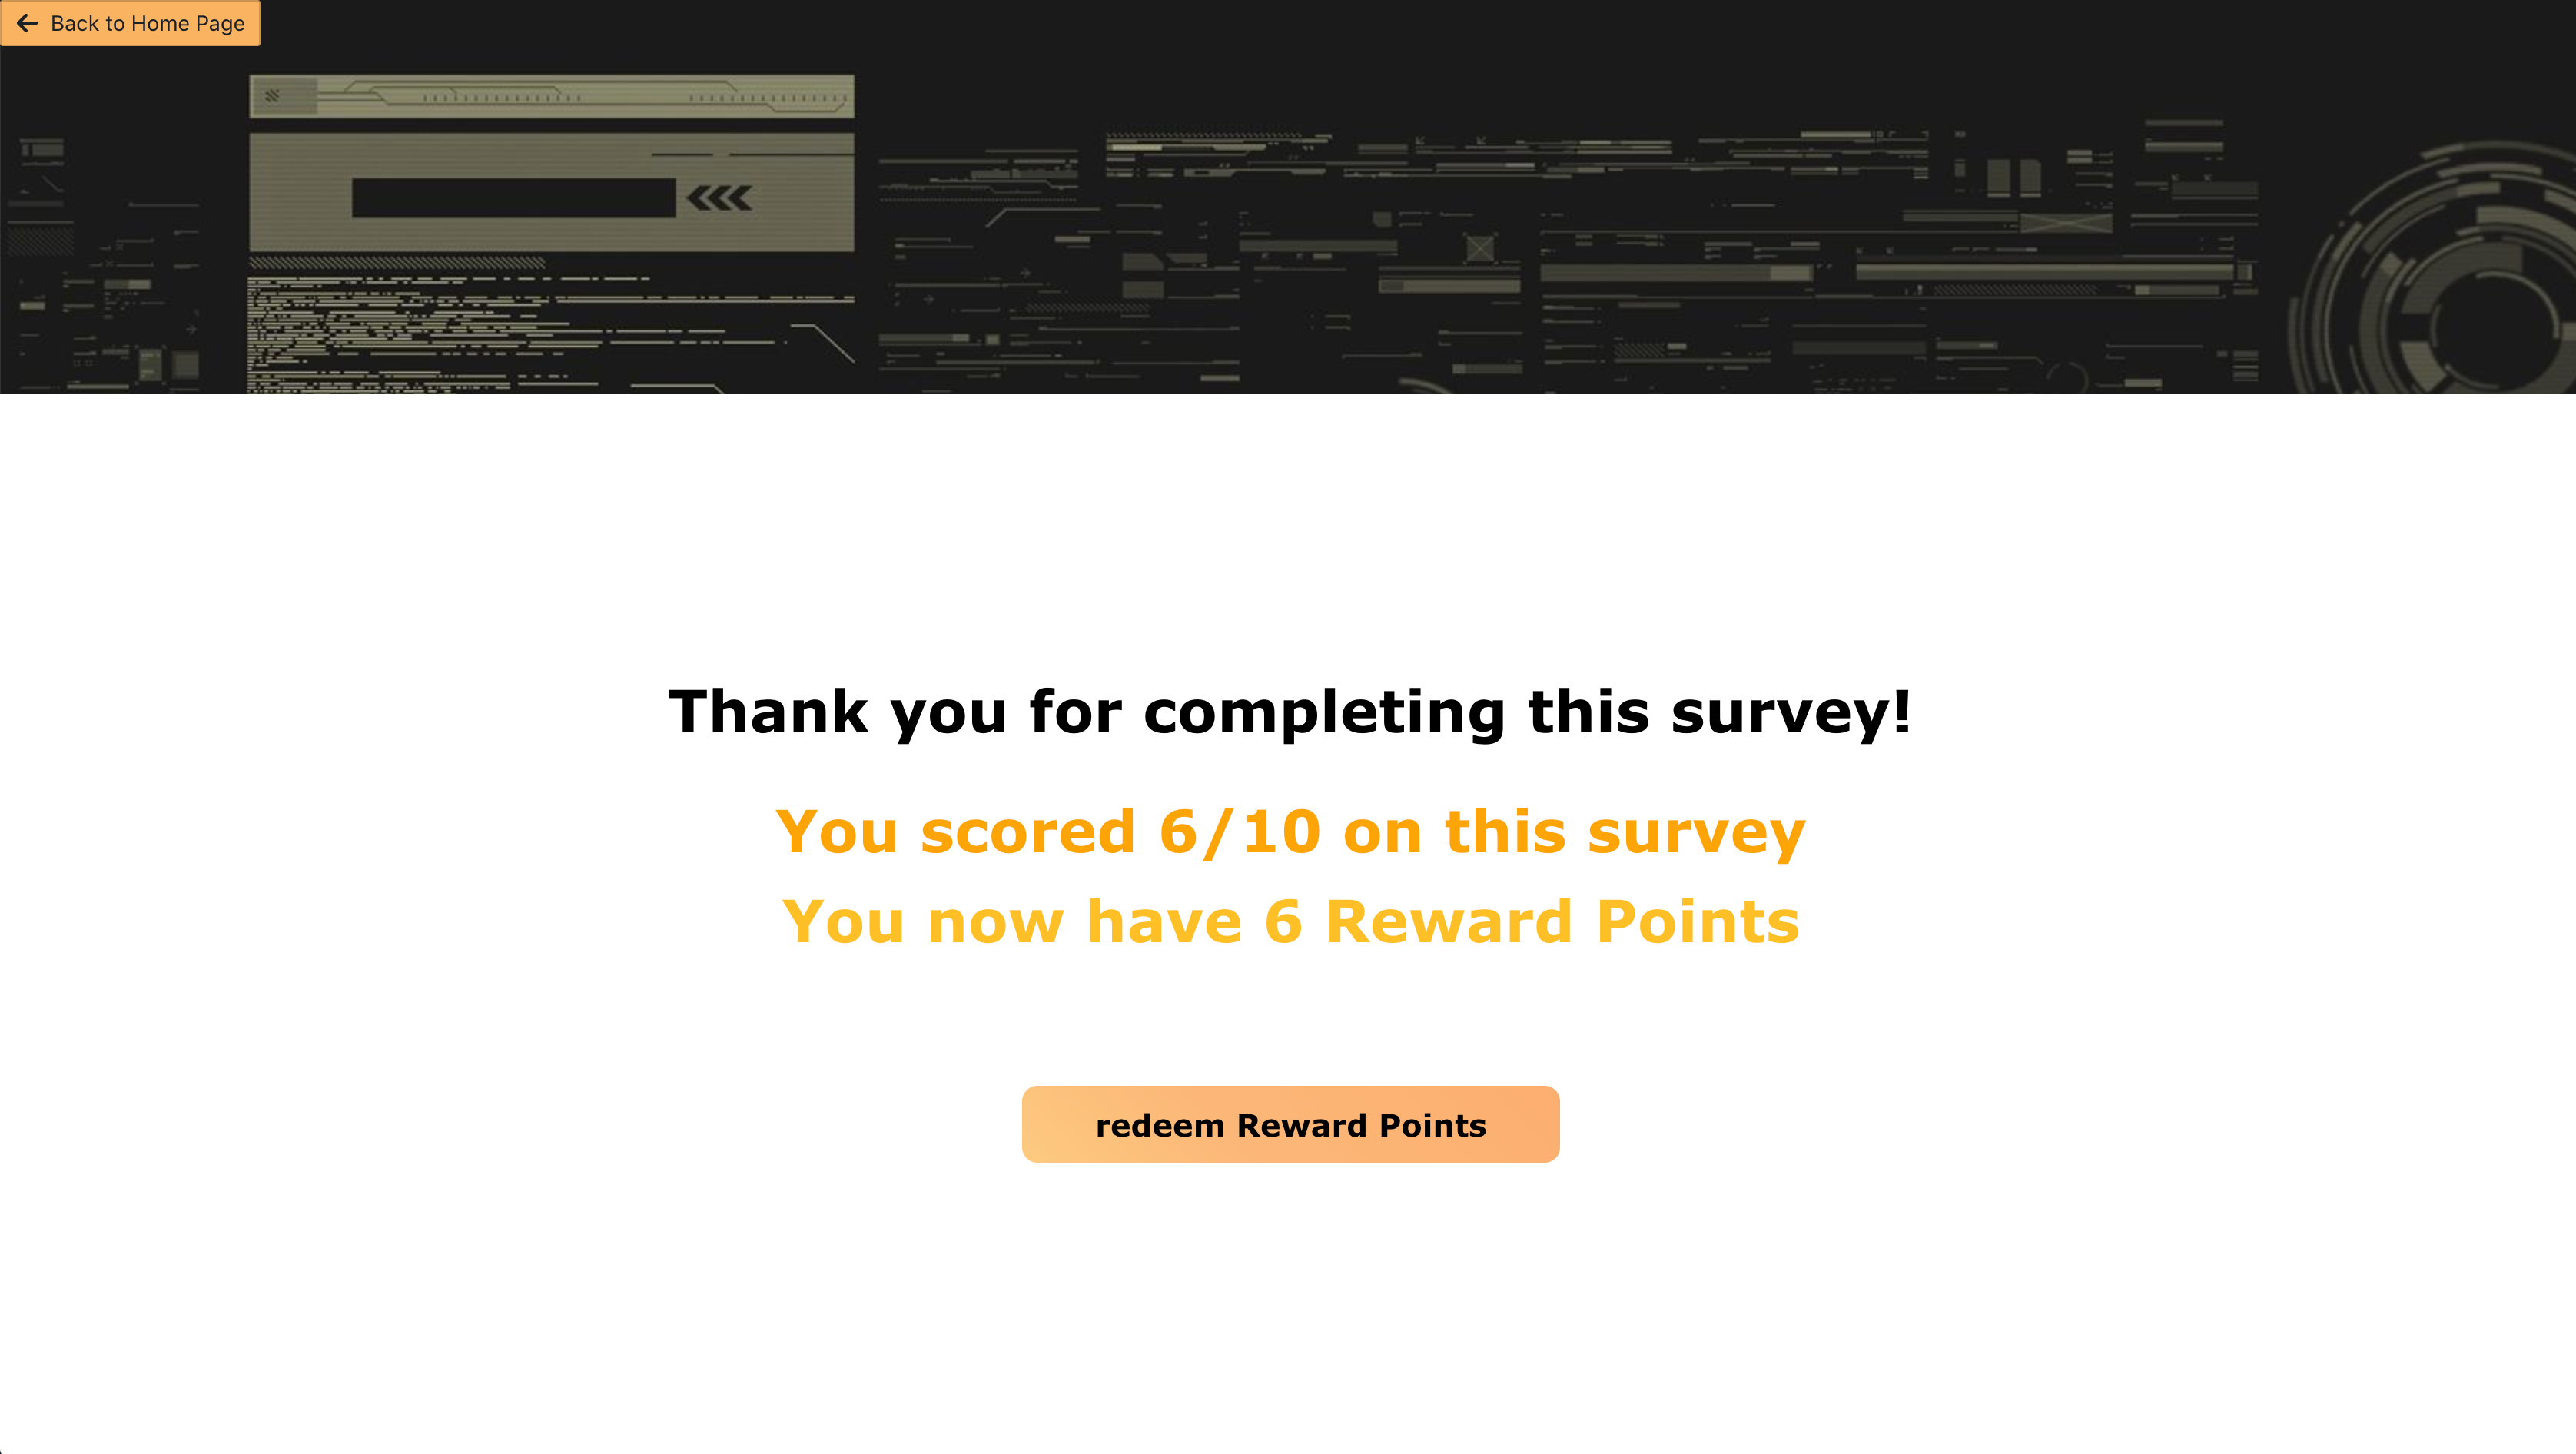 Back to Home Page
Thank you for completing this survey!
You scored 6/10 on this survey
You now have 6 Reward Points
redeem Reward Points